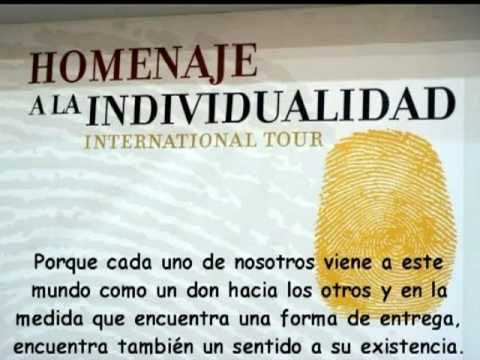 HOMENAJE
A LA INDIVIDUALIDAD
INTERNATIONAL TOUR
Porque cada uno de nosotros viene a este
mundo como un don hacia los otros y en la
medida que encuentra una forma de entrega,
encuentra también un sentido a su existencia.